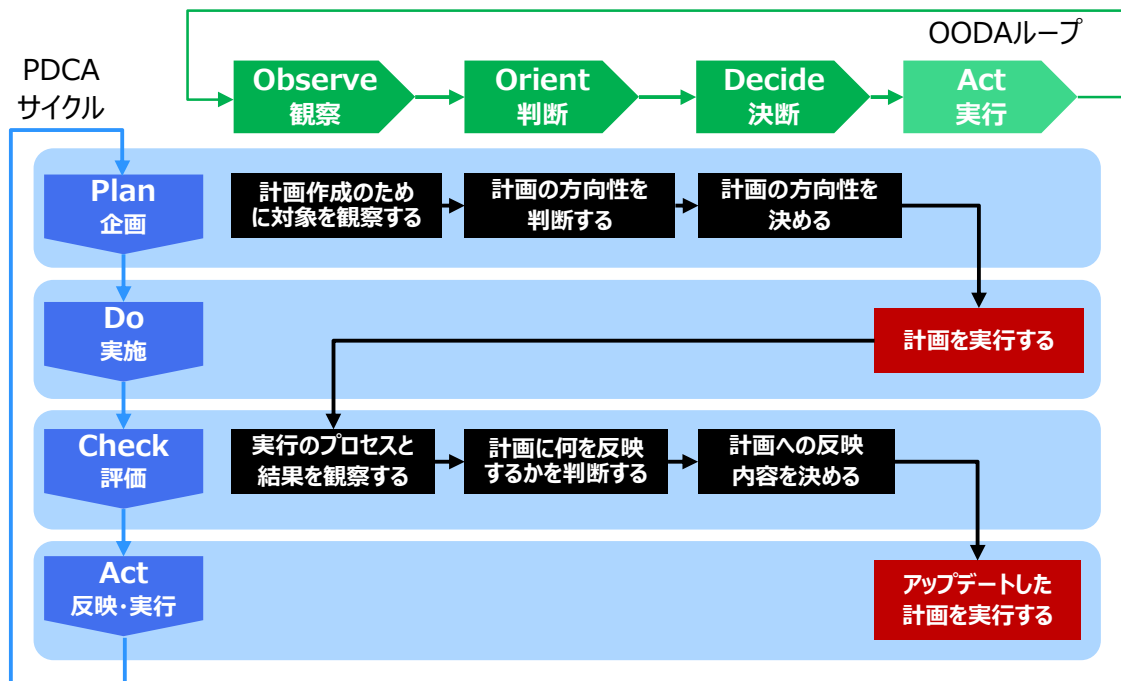 OODAループ
PDCA
サイクル
Observe
観察
Orient
判断
Decide
決断
Act
実行
Plan
企画
計画作成のため
に対象を観察する
計画の方向性を
判断する
計画の方向性を
決める
Do
実施
計画を実行する
Check
評価
実行のプロセスと
結果を観察する
計画に何を反映
するかを判断する
計画への反映
内容を決める
Act
反映・実行
アップデートした
計画を実行する